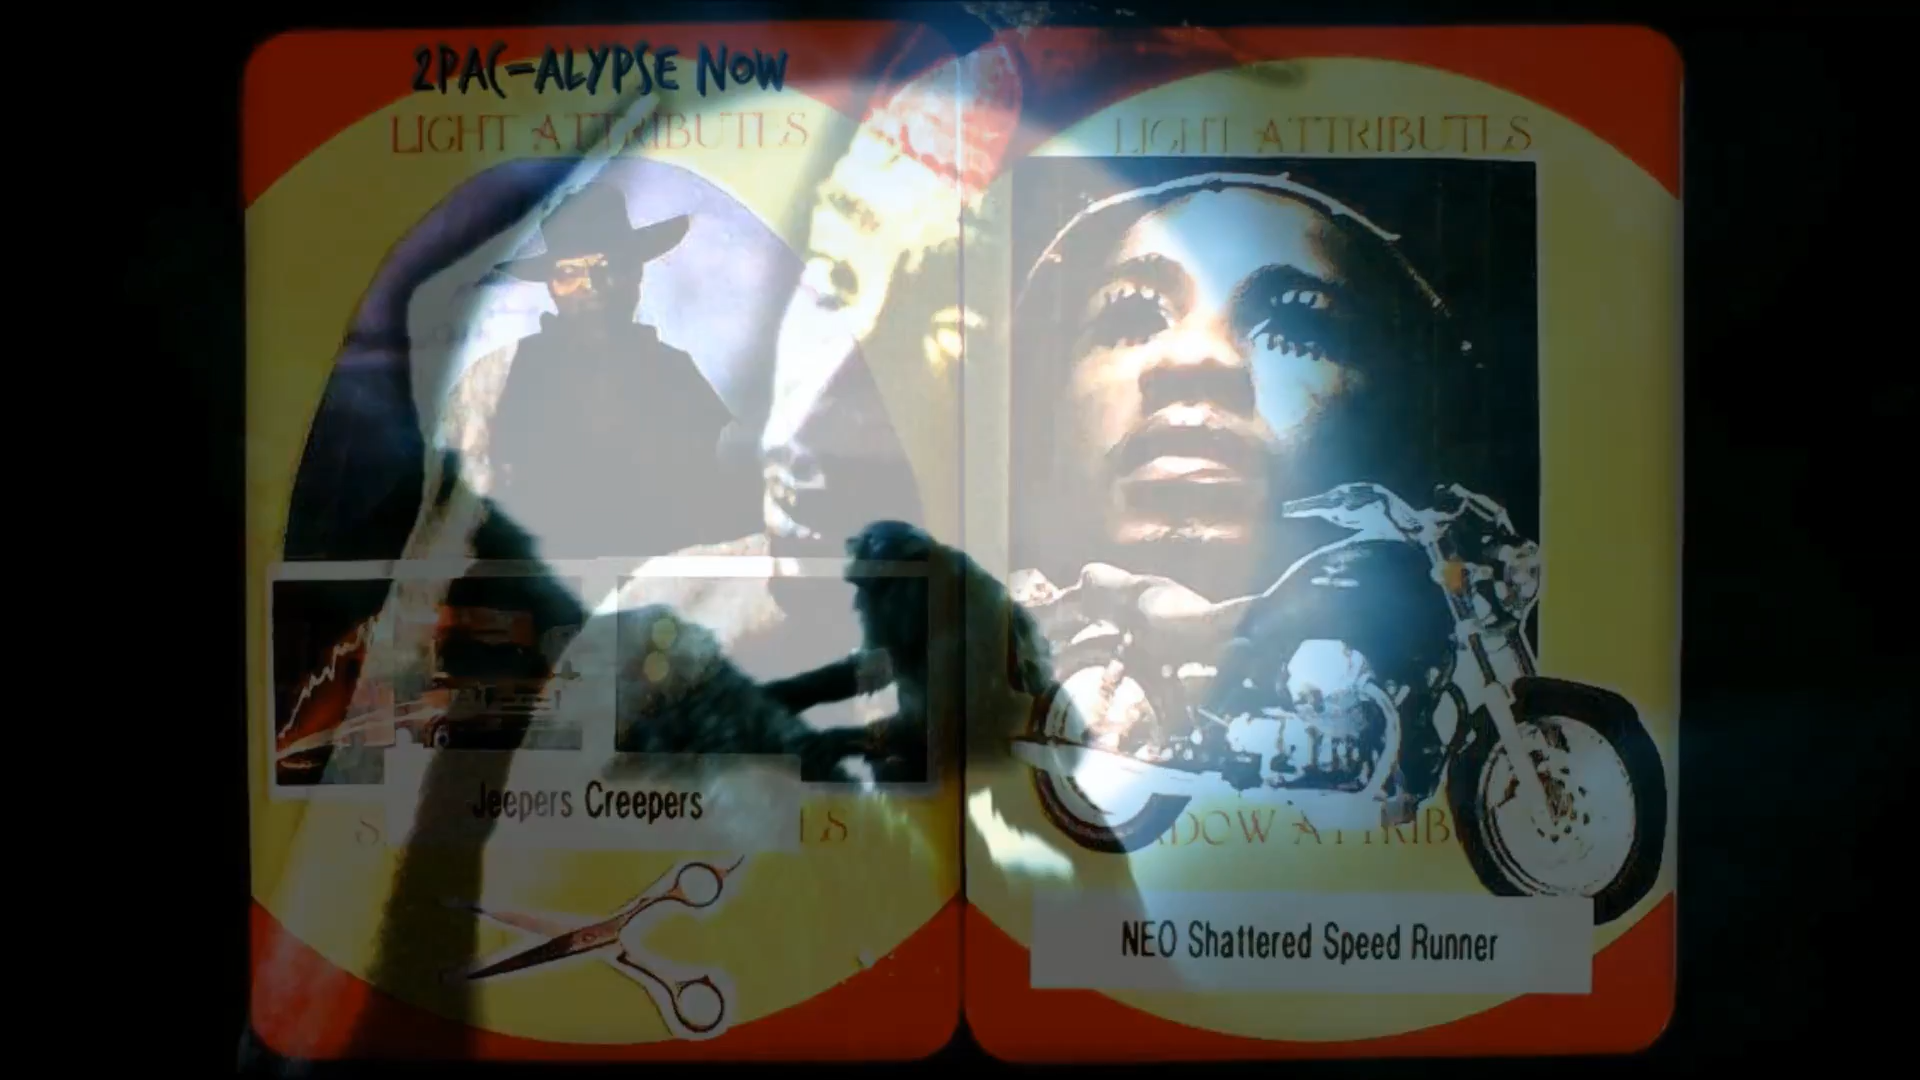 2PAC-ALYPSE NOW
LIGHT ATTRIBUTES
LIGHT ATTRIBUTES
Jeepers Creepers
NEO Shattered Speed Runner